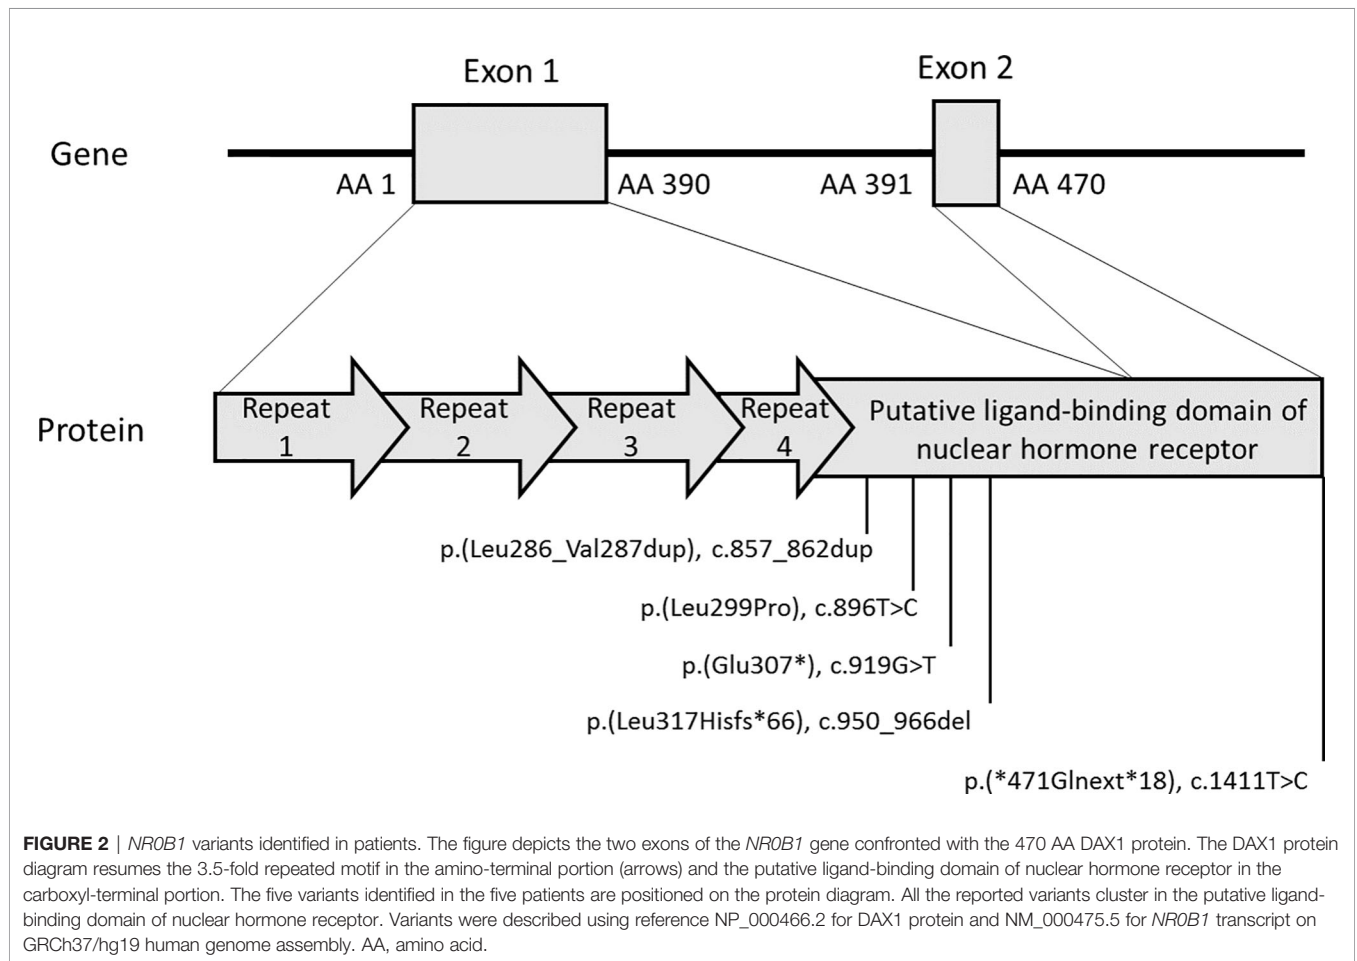 Exon 1
Exon 2
Gene
AA 1
AA 390
AA 391
AA 470
Protein
Repeat
1
Repeat
2
Repeat
3
Repeat
4
Putative ligand-binding domain of
nuclear hormone receptor
p.(Leu286_Val287dup), c.857_862dup
p.(Leu299Pro), c.896T>C
p.(Glu307*), c.919G>T
p.(Leu317Hisfs*66), c.950_966del
p.(*471Glnext*18), c.1411T>C
FIGURE 2 | NR0B1 variants identified in patients. The figure depicts the two exons of the NR0B1 gene confronted with the 470 AA DAX1 protein. The DAX1 protein
diagram resumes the 3.5-fold repeated motif in the amino-terminal portion (arrows) and the putative ligand-binding domain of nuclear hormone receptor in the
carboxyl-terminal portion. The five variants identified in the five patients are positioned on the protein diagram. All the reported variants cluster in the putative ligand-
binding domain of nuclear hormone receptor. Variants were described using reference NP_000466.2 for DAX1 protein and NM_000475.5 for NR0B1 transcript on
GRCh37/hg19 human genome assembly. AA, amino acid.